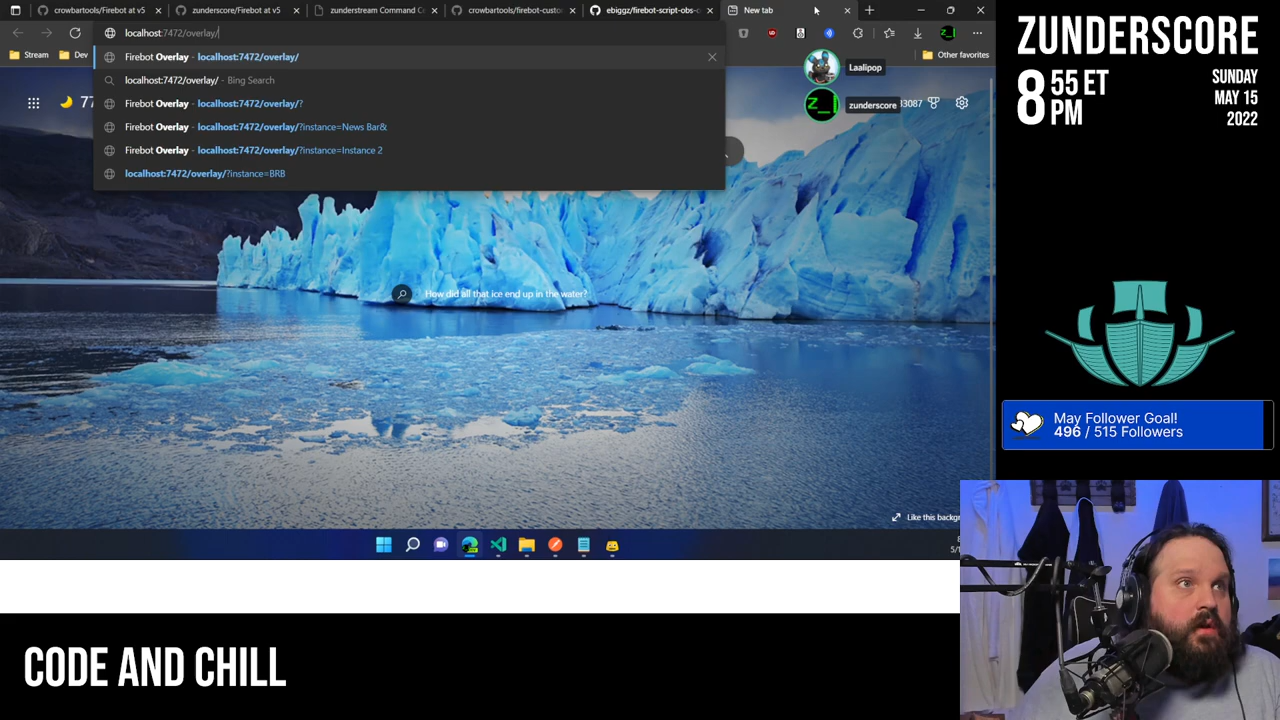 crowbartools/Firebot at v5
zunderscore/Firebot at v5
zunderstream Command C
crowbartools/firebot-custo
ebiggz/firebot-script-obs-c
New tab
localhost:7472/overlay/
Stream
Dev
Other favorites
Firebot Overlay - localhost:7472/overlay/
localhost:7472/overlay/ - Bing Search
Firebot Overlay - localhost:7472/overlay/?
Firebot Overlay - localhost:7472/overlay/?instance=News Bar&
Firebot Overlay - localhost:7472/overlay/?instance=Instance 2
localhost:7472/overlay/?instance=BRB
77
Laalipop
z_
zunderscore
3087
How did all that ice end up in the water?
Like this backg
ZUNDERSCORE
8 55 ET
PM
SUNDAY
MAY 15
2022
May Follower Goal!
496 / 515 Followers
CODE AND CHILL